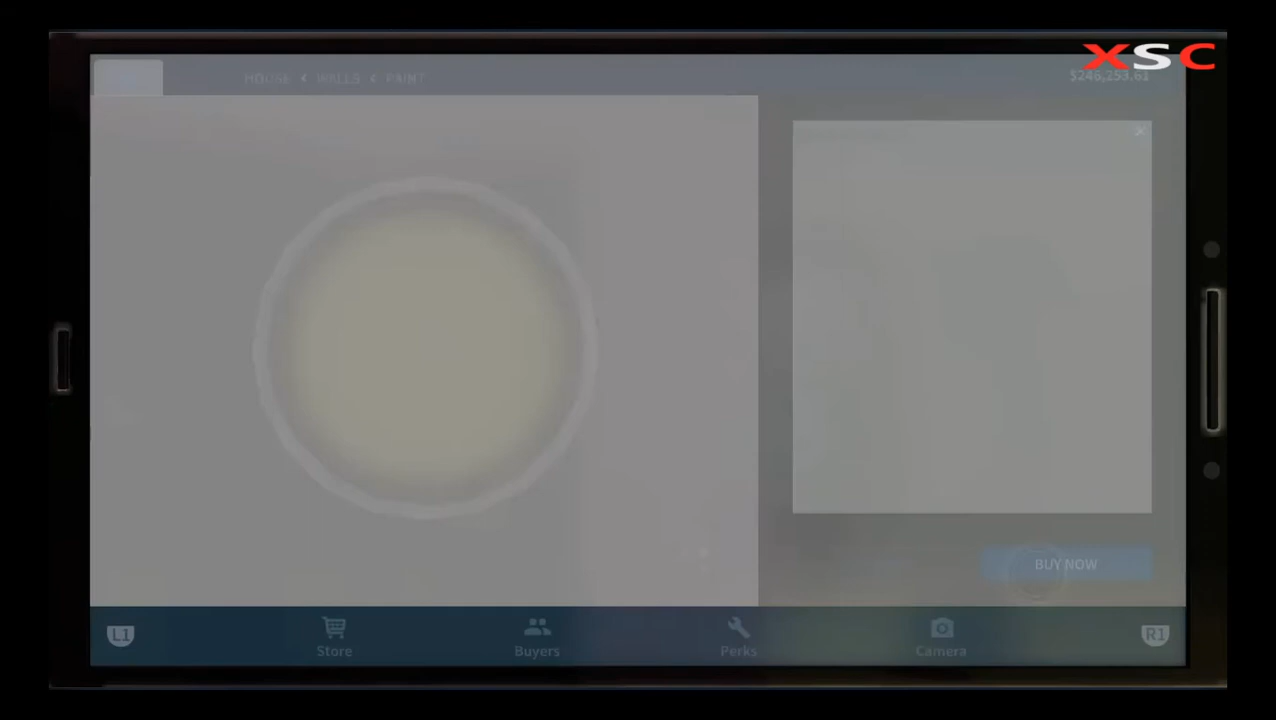 XSC
HOUSE < WALLS < PAINT
$246,253.61
×
BUY NOW
L1
Store
Buyers
Perks
Camera
R1